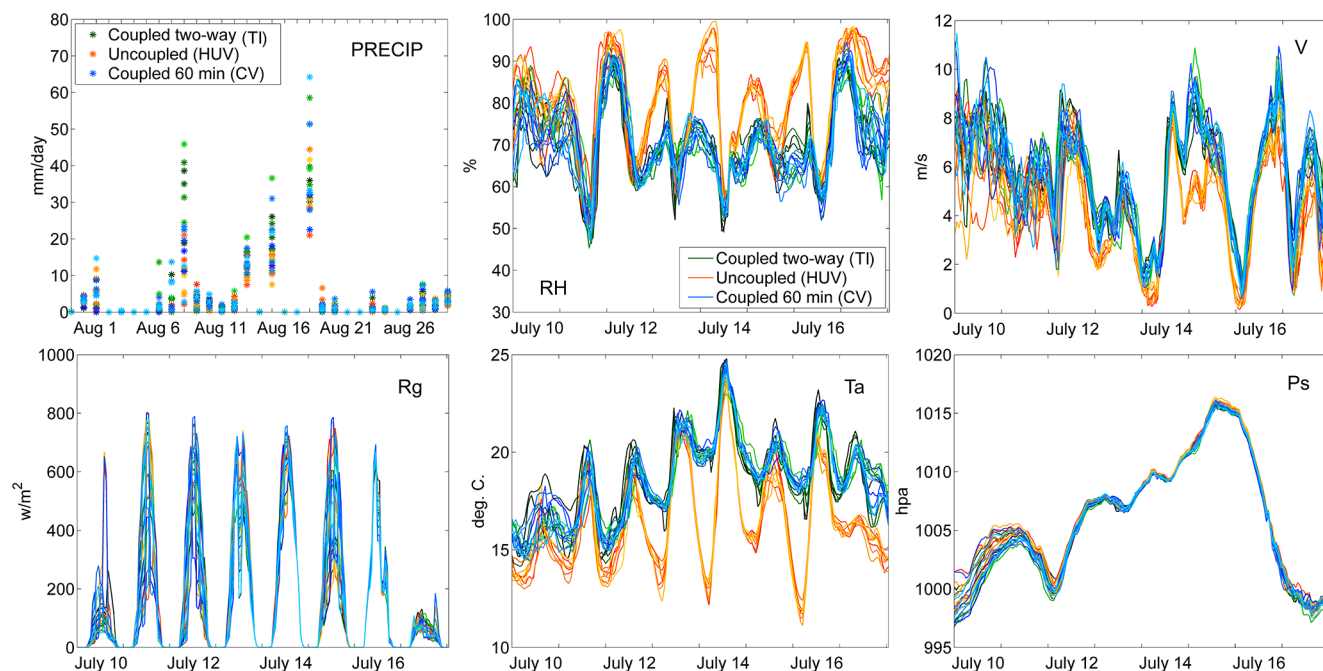 80
70
60
50
40
30
20
10
0
mm/day
Coupled two-way (TI)
Uncoupled (HUV)
Coupled 60 min (CV)
PRECIP
Aug 1 Aug 6 Aug 11 Aug 16 Aug 21 aug 26
100
90
80
70
60
50
40
30
%
RH
Coupled two-way (TI)
Uncoupled (HUV)
Coupled 60 min (CV)
July 10 July 12 July 14 July 16
12
10
8
6
4
2
0
m/s
V
July 10 July 12 July 14 July 16
1000
800
600
400
200
0
w/m²
Rg
July 10 July 12 July 14 July 16
25
20
15
10
deg. C.
Ta
July 10 July 12 July 14 July 16
1020
1015
1010
1005
1000
995
hpa
Ps
July 10 July 12 July 14 July 16